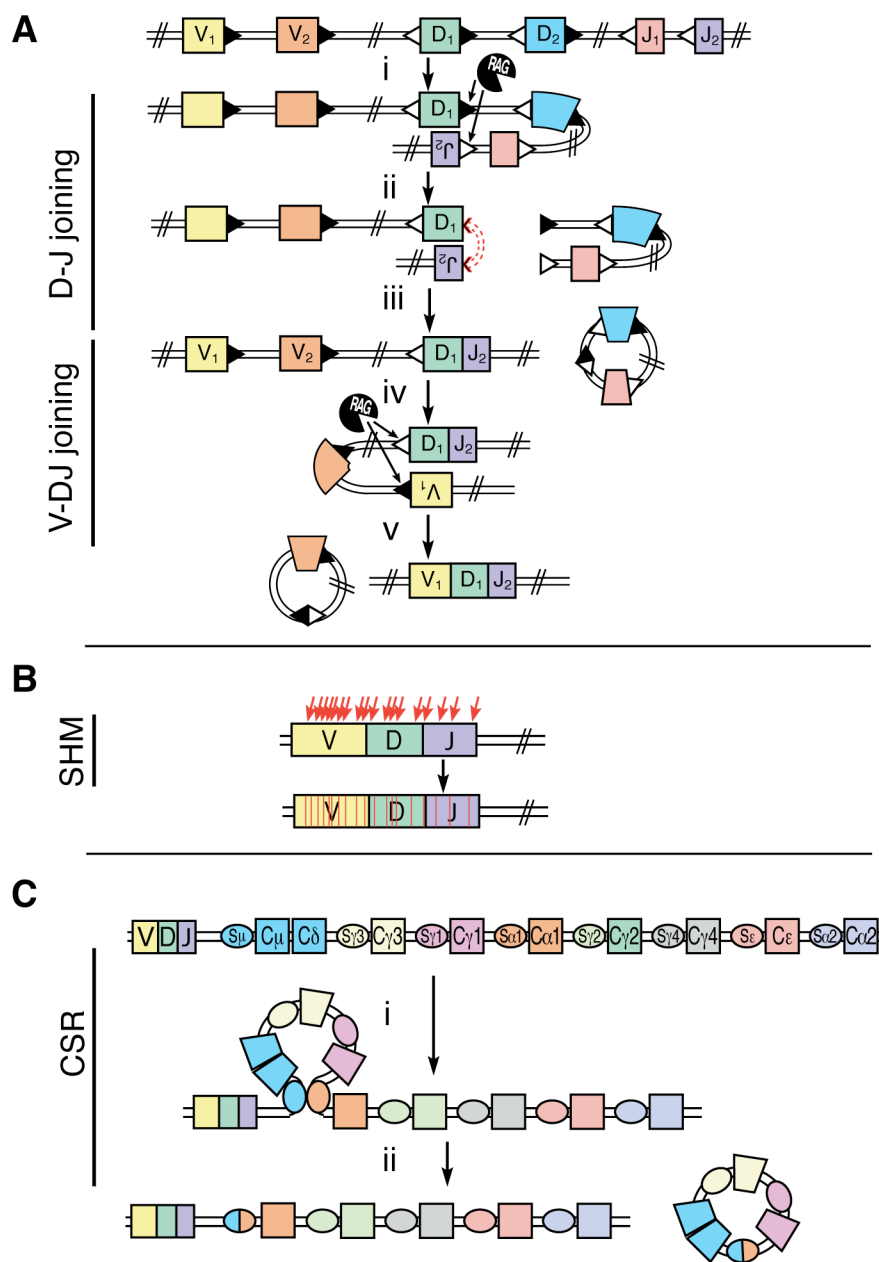 A
V1 V2 D1 D2 J1 J2
i
RAG
D1
J2
ii
D1
J2
iii
D-J joining
V1 V2 D1 J2
iv
RAG
D1 J2
V1
v
V-DJ joining
V1 D1 J2
B
SHM
V D J
V D J
C
V D J Sμ Cμ Cδ Sγ3 Cγ3 Sγ1 Cγ1 Sα1 Cα1 Sγ2 Cγ2 Sγ4 Cγ4 Sε Cε Sα2 Cα2
CSR
i
ii